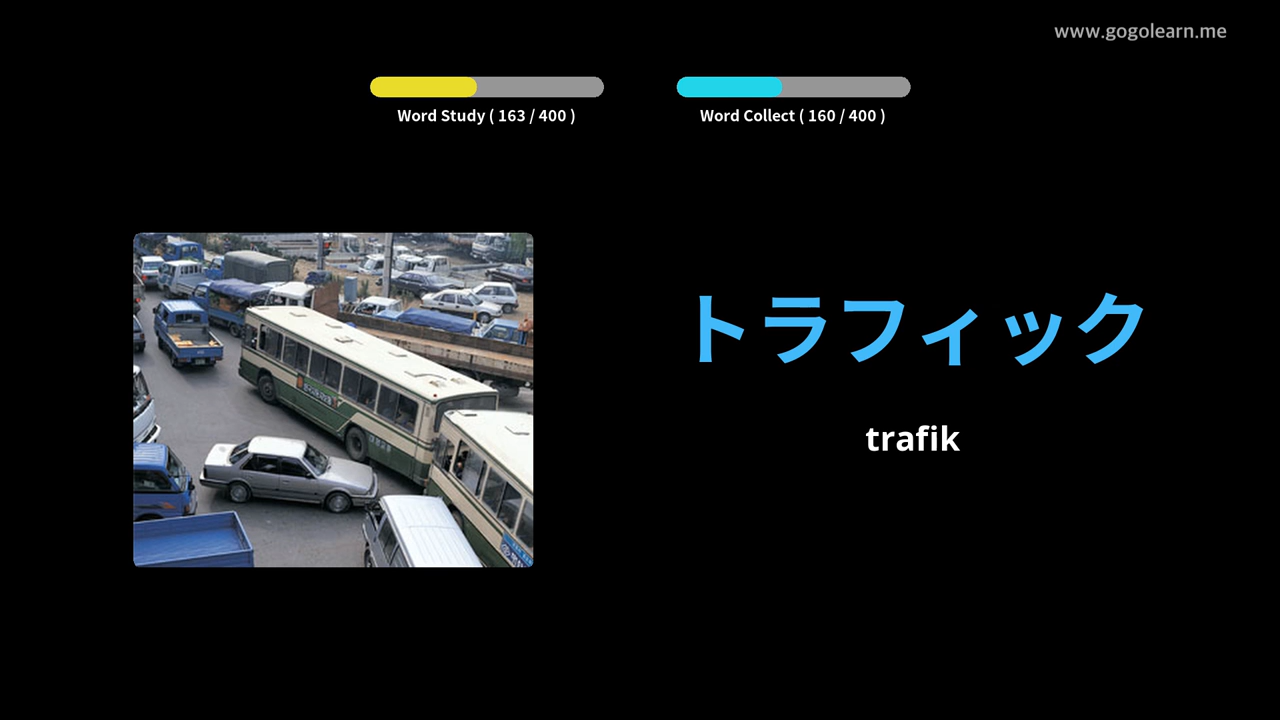 www.gogolearn.me
Word Study ( 163 / 400 )
Word Collect ( 160 / 400 )
トラフィック
trafik